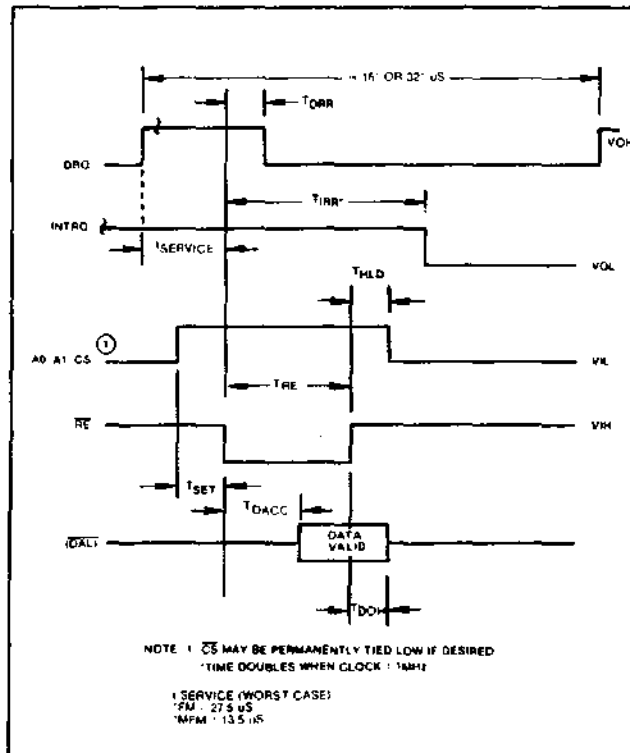 16* OR 32* uS
TDRR
DRQ
VOH
TIRR*
INTRQ
tSERVICE
VOL
THLD
1
A0 A1 CS
VIL
TRE
RE
VIH
TSET
TDACC
(DAL)
DATA
VALID
TDOH
NOTE 1 CS MAY BE PERMANENTLY TIED LOW IF DESIRED
*TIME DOUBLES WHEN CLOCK 1MHz
t SERVICE (WORST CASE)
*FM : 27.5 uS
*MFM : 13.5 uS